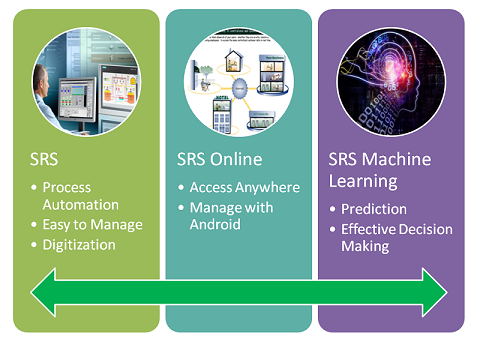 SRS
• Process
Automation
• Easy to Manage
• Digitization
SRS Online
• Access Anywhere
• Manage with
Android
HOTEL
SRS Machine
Learning
• Prediction
• Effective Decision
Making